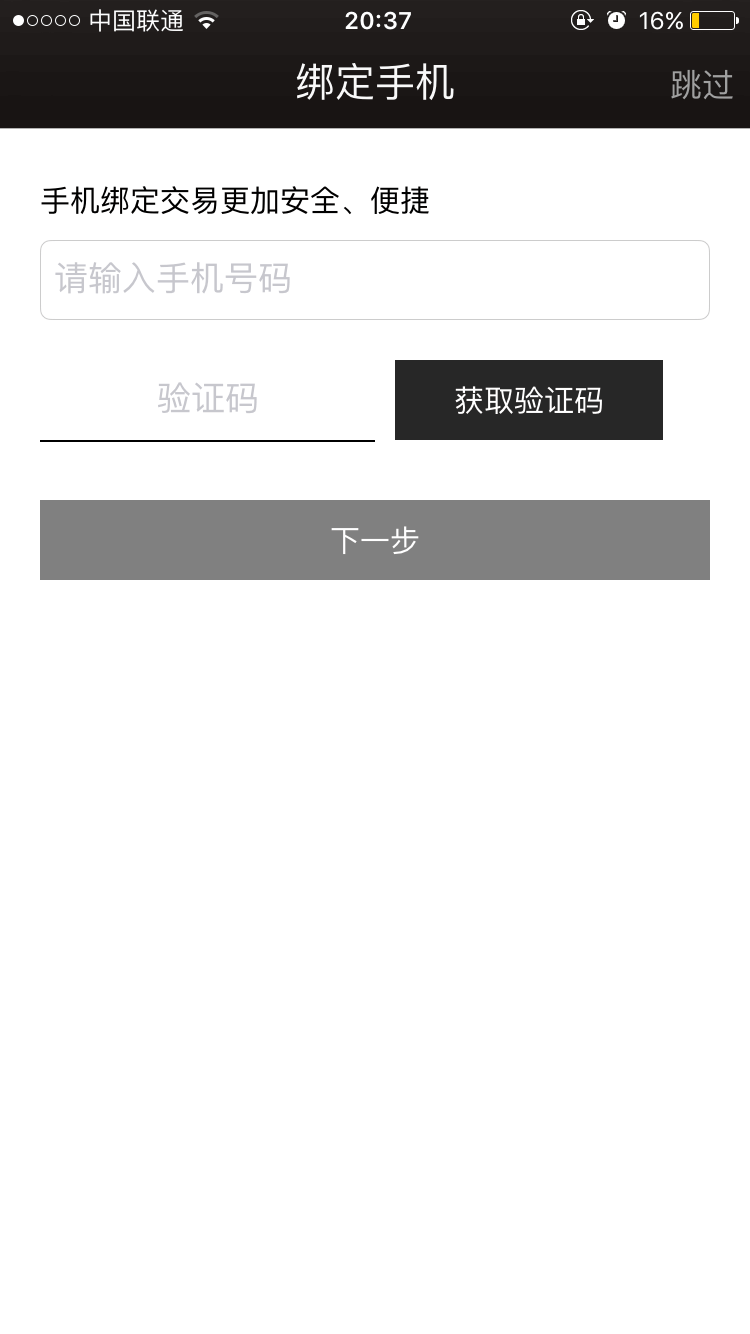 中国联通 20:37 16%
绑定手机 跳过
手机绑定交易更加安全、便捷
请输入手机号码
验证码 获取验证码
下一步